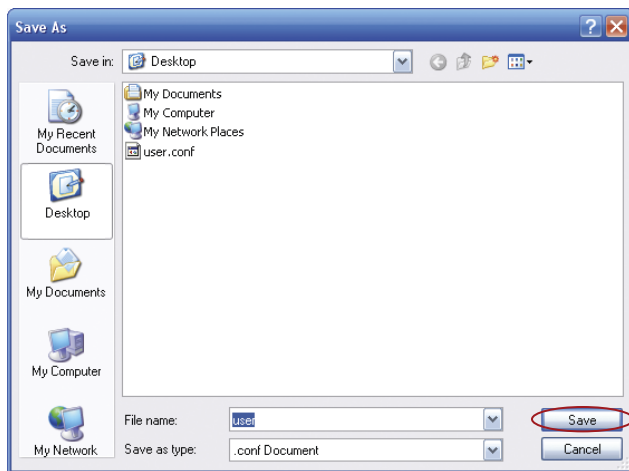 Save As
Save in:
Desktop
My Documents
My Computer
My Network Places
user.conf
My Recent
Documents
Desktop
My Documents
My Computer
My Network
File name:
user
Save
Save as type:
.conf Document
Cancel